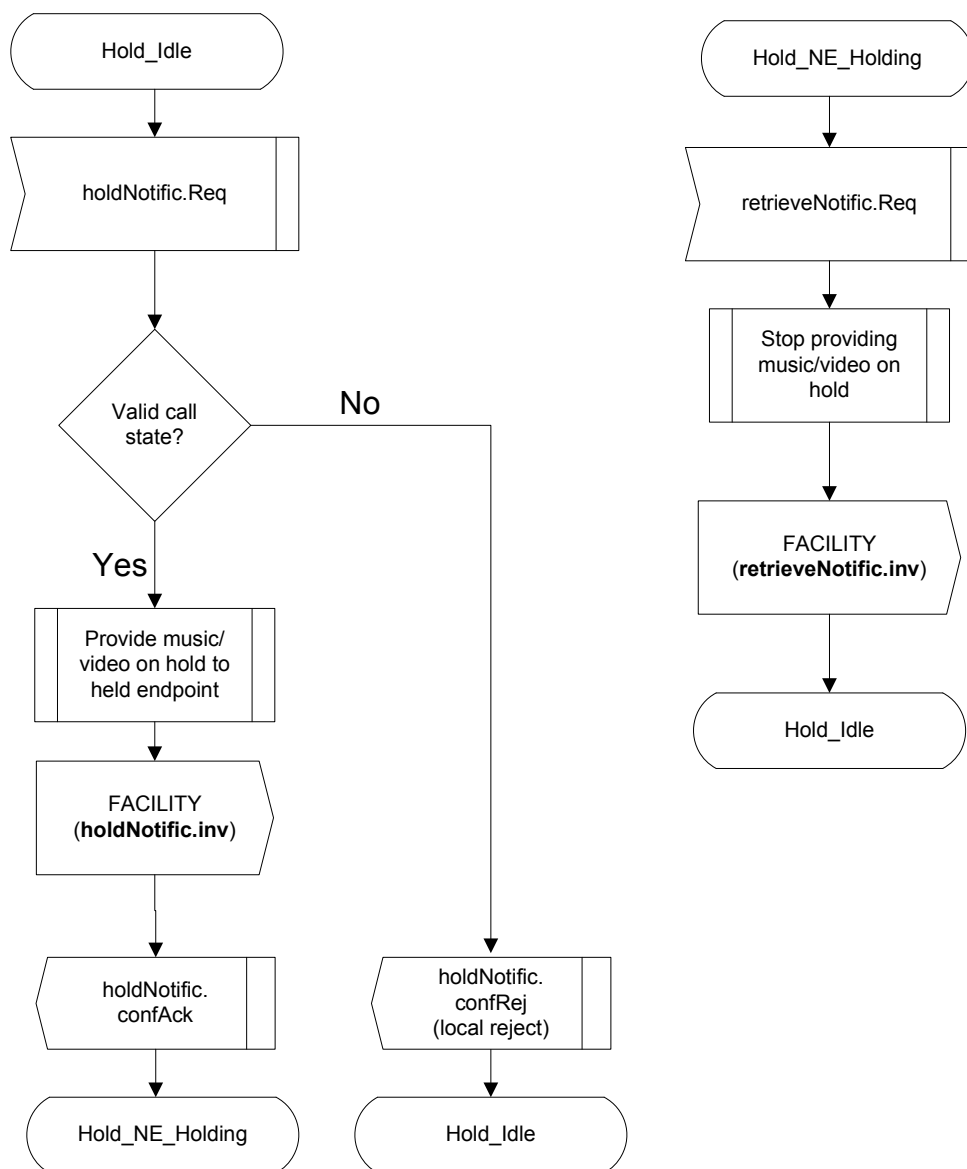 Hold_Idle
holdNotific.Req
Valid call
state?
No
Yes
Provide music/
video on hold to
held endpoint
FACILITY
(holdNotific.inv)
holdNotific.
confAck
Hold_NE_Holding
holdNotific.
confRej
(local reject)
Hold_Idle
Hold_NE_Holding
retrieveNotific.Req
Stop providing
music/video on
hold
FACILITY
(retrieveNotific.inv)
Hold_Idle